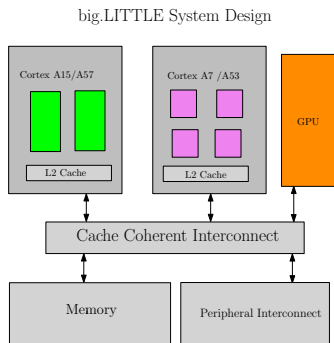 big.LITTLE System Design
Cortex A15/A57
Cortex A7 /A53
GPU
L2 Cache
L2 Cache
Cache Coherent Interconnect
Memory
Peripheral Interconnect